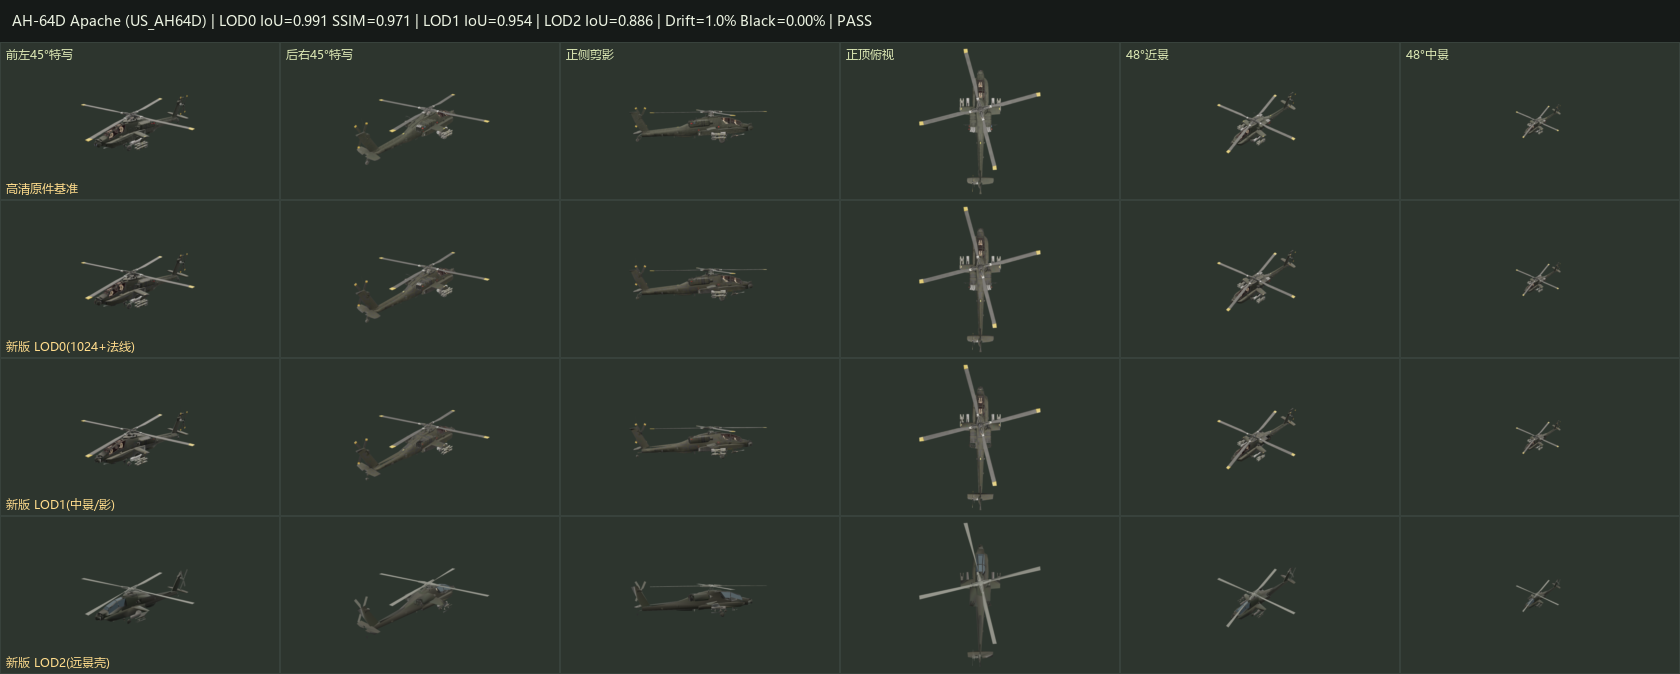 AH-64D Apache (US_AH64D) | LOD0 IoU=0.991 SSIM=0.971 | LOD1 IoU=0.954 | LOD2 IoU=0.886 | Drift=1.0% Black=0.00% | PASS
前左45°特写
后右45°特写
正侧剪影
正顶俯视
48°近景
48°中景
高清原件基准
新版 LOD0(1024+法线)
新版 LOD1(中景/影)
新版 LOD2(远景壳)